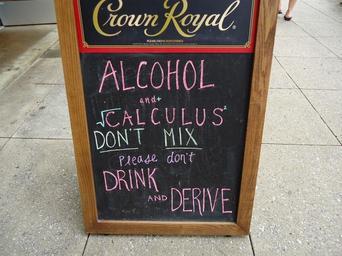 Crown Royal
ALCOHOL
and
√CALCULUS²
DON'T MIX
Please don't
DRINK
AND DERIVE